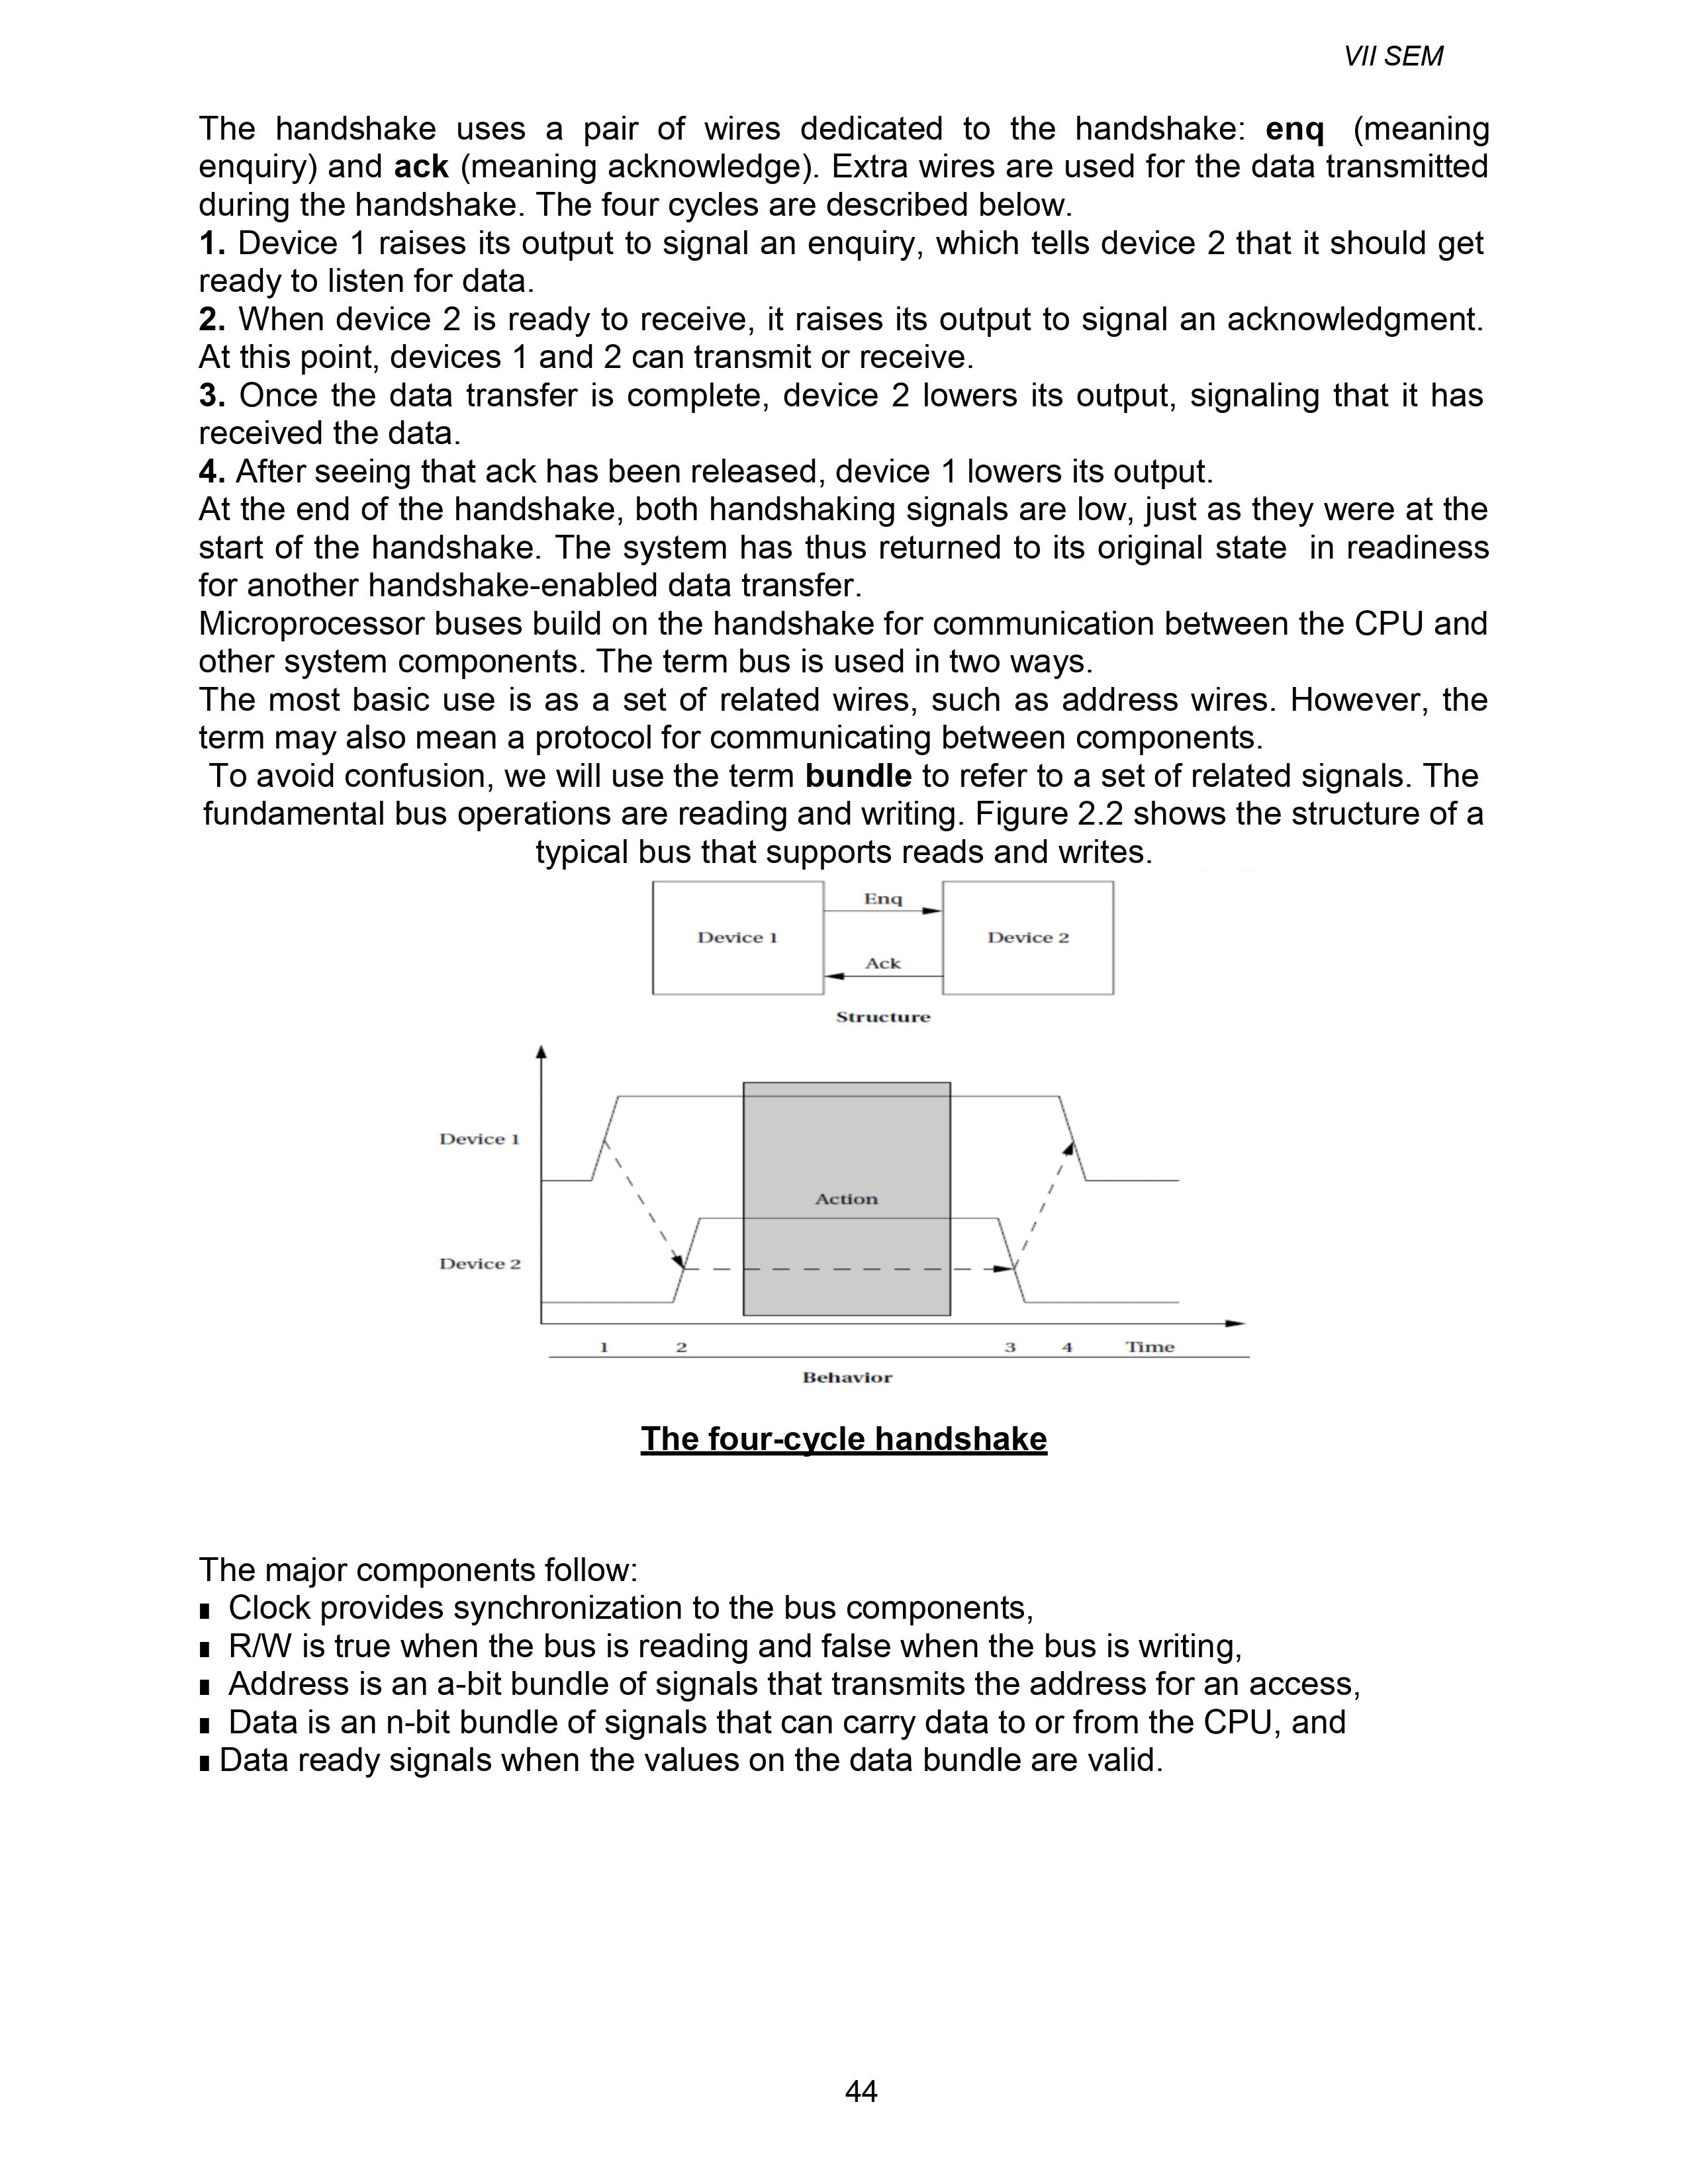 VII SEM
The handshake uses a pair of wires dedicated to the handshake: enq (meaning
enquiry) and ack (meaning acknowledge). Extra wires are used for the data transmitted
during the handshake. The four cycles are described below.
1. Device 1 raises its output to signal an enquiry, which tells device 2 that it should get
ready to listen for data.
2. When device 2 is ready to receive, it raises its output to signal an acknowledgment.
At this point, devices 1 and 2 can transmit or receive.
3. Once the data transfer is complete, device 2 lowers its output, signaling that it has
received the data.
4. After seeing that ack has been released, device 1 lowers its output.
At the end of the handshake, both handshaking signals are low, just as they were at the
start of the handshake. The system has thus returned to its original state in readiness
for another handshake-enabled data transfer.
Microprocessor buses build on the handshake for communication between the CPU and
other system components. The term bus is used in two ways.
The most basic use is as a set of related wires, such as address wires. However, the
term may also mean a protocol for communicating between components.
To avoid confusion, we will use the term bundle to refer to a set of related signals. The
fundamental bus operations are reading and writing. Figure 2.2 shows the structure of a
typical bus that supports reads and writes.
Enq
Device 1 Device 2
Ack
Structure
Device 1
Action
Device 2
1 2 3 4 Time
Behavior
The four-cycle handshake
The major components follow:
∎ Clock provides synchronization to the bus components,
∎ R/W is true when the bus is reading and false when the bus is writing,
∎ Address is an a-bit bundle of signals that transmits the address for an access,
∎ Data is an n-bit bundle of signals that can carry data to or from the CPU, and
∎ Data ready signals when the values on the data bundle are valid.
44